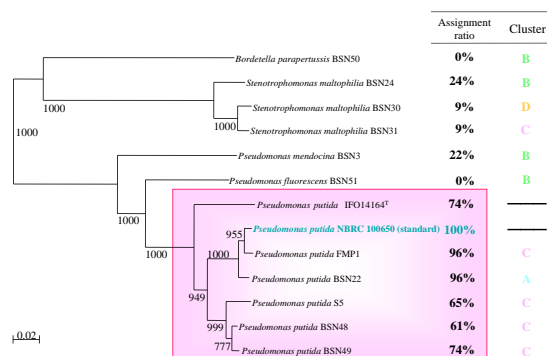 Assignment ratio Cluster
Bordetella parapertussis BSN50 0% B
Stenotrophomonas maltophilia BSN24 24% B
1000
Stenotrophomonas maltophilia BSN30 9% D
1000
1000
Stenotrophomonas maltophilia BSN31 9% C
Pseudomonas mendocina BSN3 22% B
Pseudomonas fluorescens BSN51 0% B
Pseudomonas putida IFO14164T 74%
Pseudomonas putida NBRC 100650 (standard) 100%
955
1000
1000
Pseudomonas putida FMP1 96% C
Pseudomonas putida BSN22 96% A
949
Pseudomonas putida S5 65% C
999
Pseudomonas putida BSN48 61% C
0.02
777
Pseudomonas putida BSN49 74% C